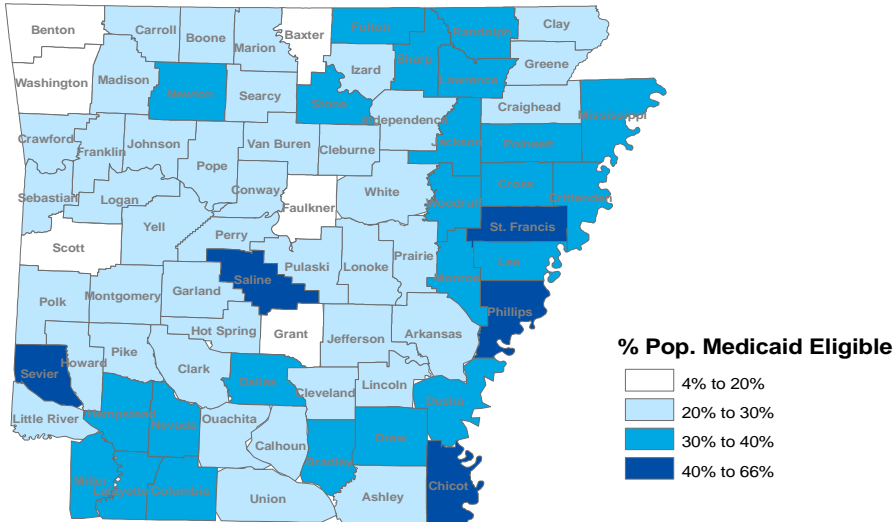 Benton
Carroll
Boone
Marion
Baxter
Fulton
Randolph
Clay
Sharp
Izard
Greene
Washington
Madison
Newton
Searcy
Stone
Lawrence
Craighead
Mississippi
Independence
Crawford
Franklin
Johnson
Pope
Van Buren
Cleburne
Jackson
Poinsett
Sebastian
Logan
Conway
Faulkner
White
Woodruff
Cross
Crittenden
Scott
Yell
Perry
St. Francis
Saline
Pulaski
Lonoke
Prairie
Monroe
Lee
Polk
Montgomery
Garland
Phillips
Hot Spring
Grant
Jefferson
Arkansas
Sevier
Howard
Pike
Clark
Dallas
Cleveland
Lincoln
Desha
Little River
Hempstead
Nevada
Ouachita
Calhoun
Bradley
Drew
Miller
Lafayette
Columbia
Union
Ashley
Chicot
% Pop. Medicaid Eligible
4% to 20%
20% to 30%
30% to 40%
40% to 66%